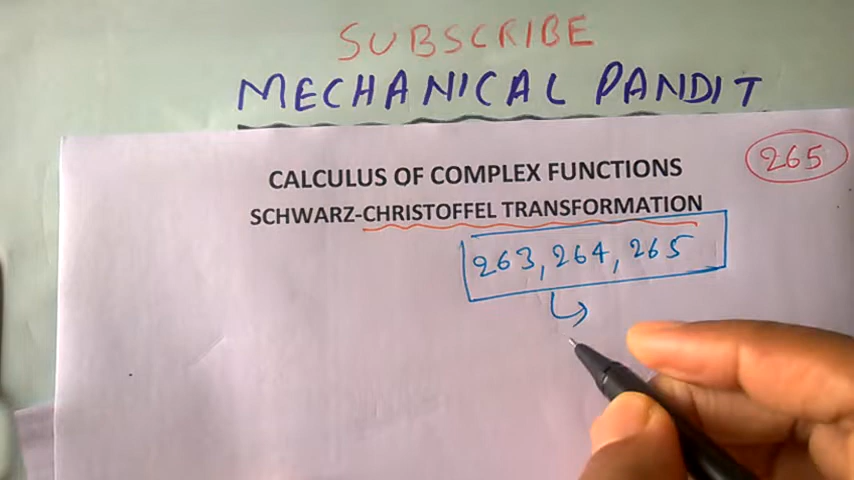 SUBSCRIBE
MECHANICAL PANDIT
265
CALCULUS OF COMPLEX FUNCTIONS
SCHWARZ-CHRISTOFFEL TRANSFORMATION
263, 264, 265